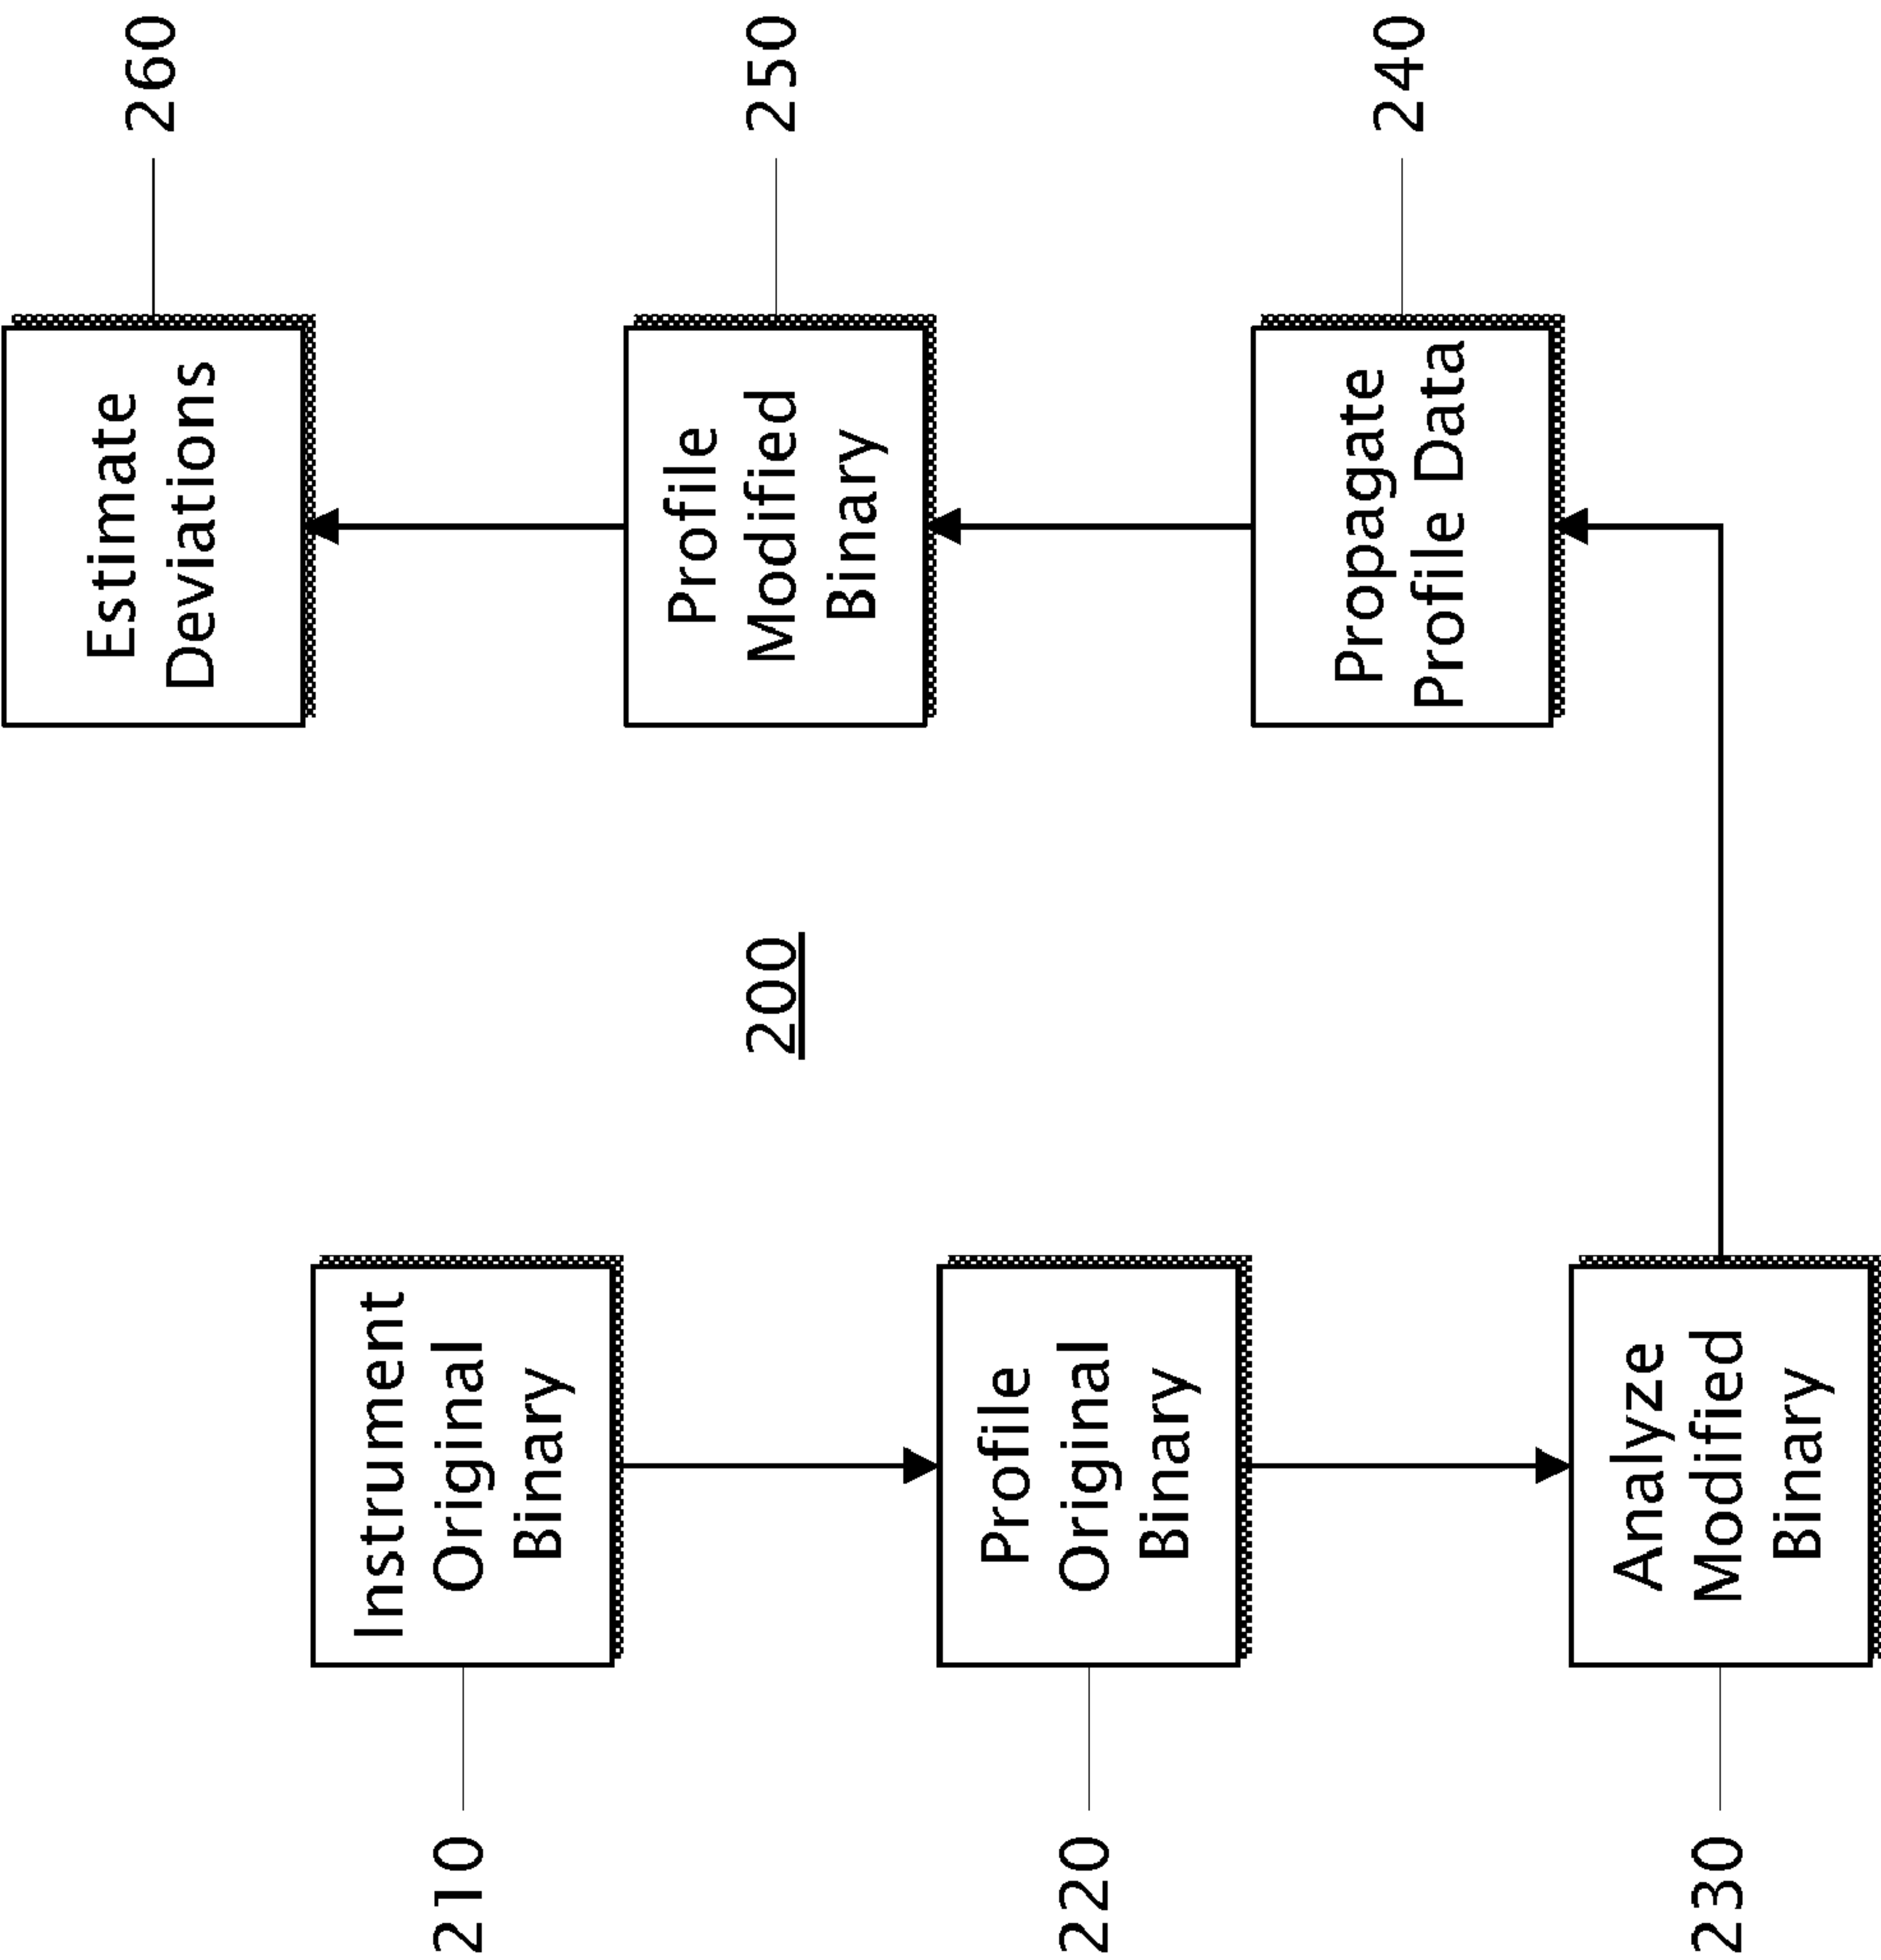 210
Instrument
Original
Binary
220
Profile
Original
Binary
230
Analyze
Modified
Binary
200
Propagate
Profile Data
240
Profile
Modified
Binary
250
Estimate
Deviations
260